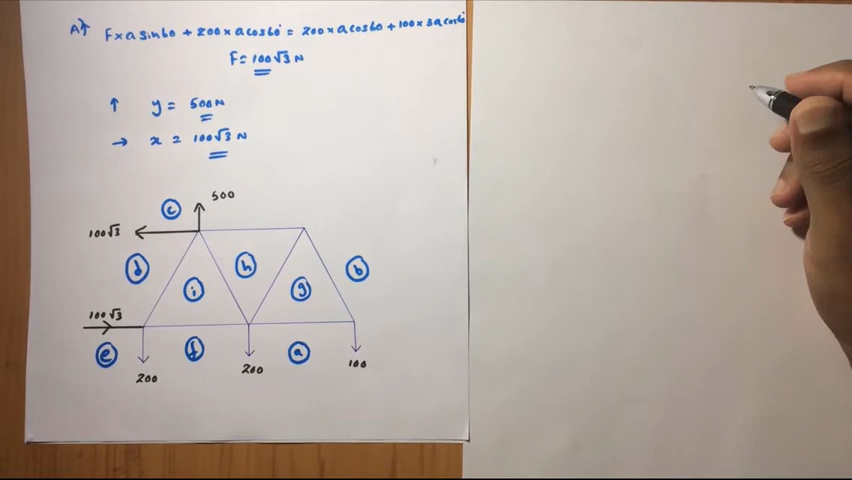 A↑ F×a sin60 + 200×a cos60° = 200×a cos60 + 100×3a cos60
F = 100√3 N
↑ y = 500N
→ x = 100√3 N
c 500
100√3
d h b
i g
100√3
e f a
200 200 100